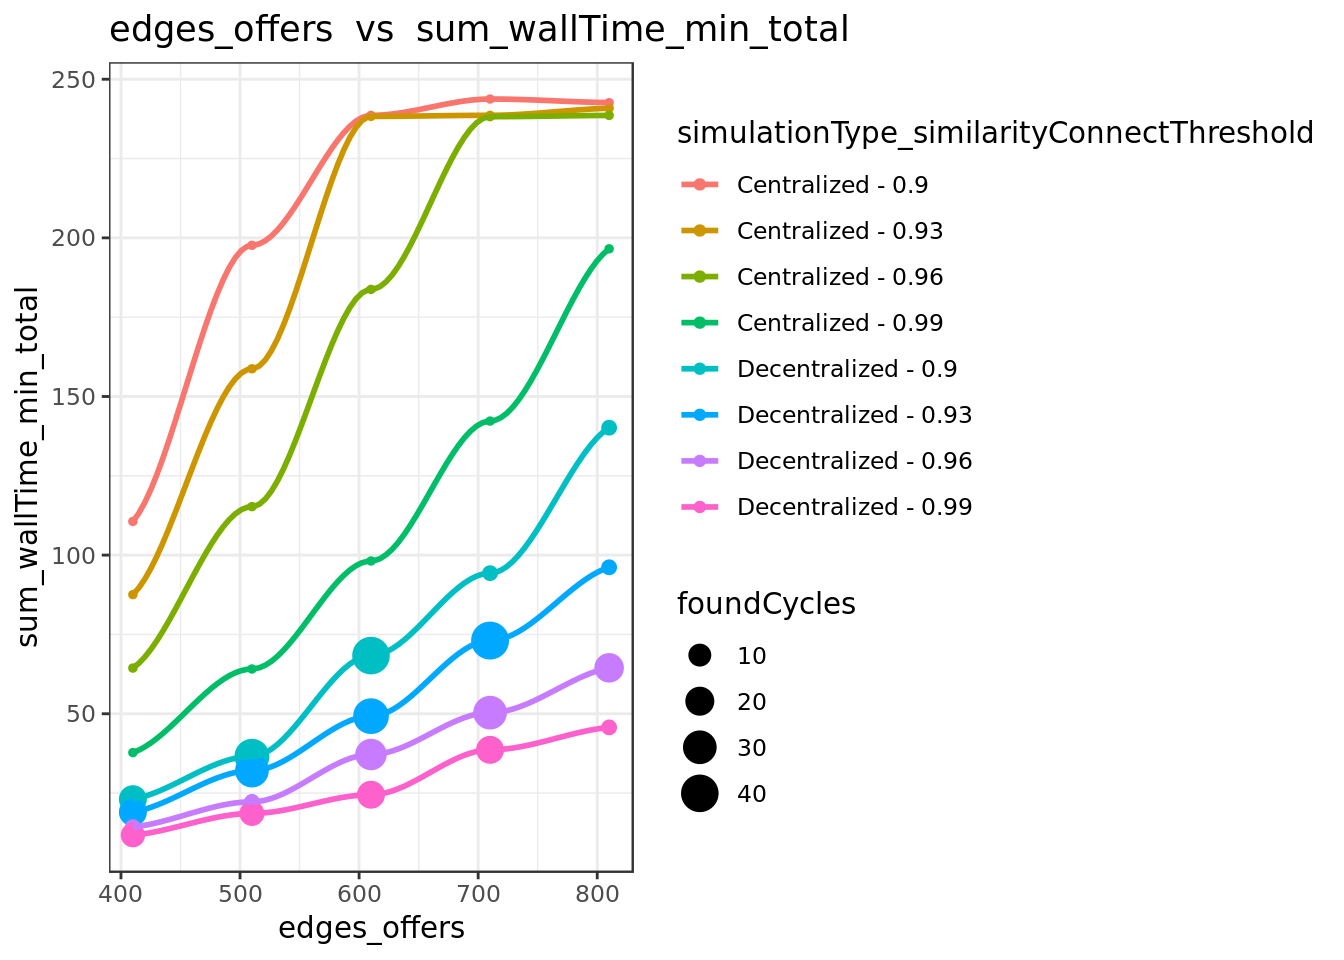 edges_offers  vs  sum_wallTime_min_total
sum_wallTime_min_total
250
200
150
100
50
400 500 600 700 800
edges_offers
simulationType_similarityConnectThreshold
Centralized - 0.9
Centralized - 0.93
Centralized - 0.96
Centralized - 0.99
Decentralized - 0.9
Decentralized - 0.93
Decentralized - 0.96
Decentralized - 0.99
foundCycles
10
20
30
40